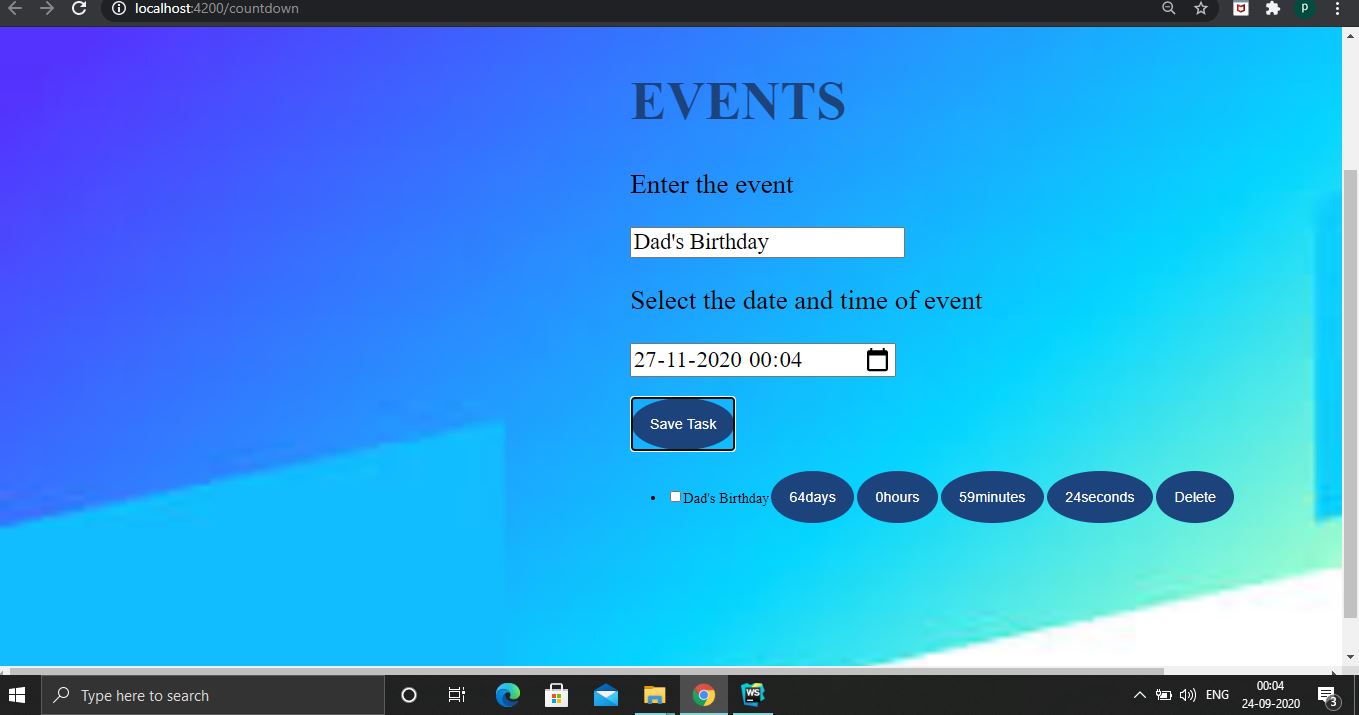 localhost:4200/countdown
p
EVENTS
Enter the event
Dad's Birthday
Select the date and time of event
27-11-2020 00:04
Save Task
Dad's Birthday 64days 0hours 59minutes 24seconds Delete
Type here to search
WS
ENG
00:04
24-09-2020
3